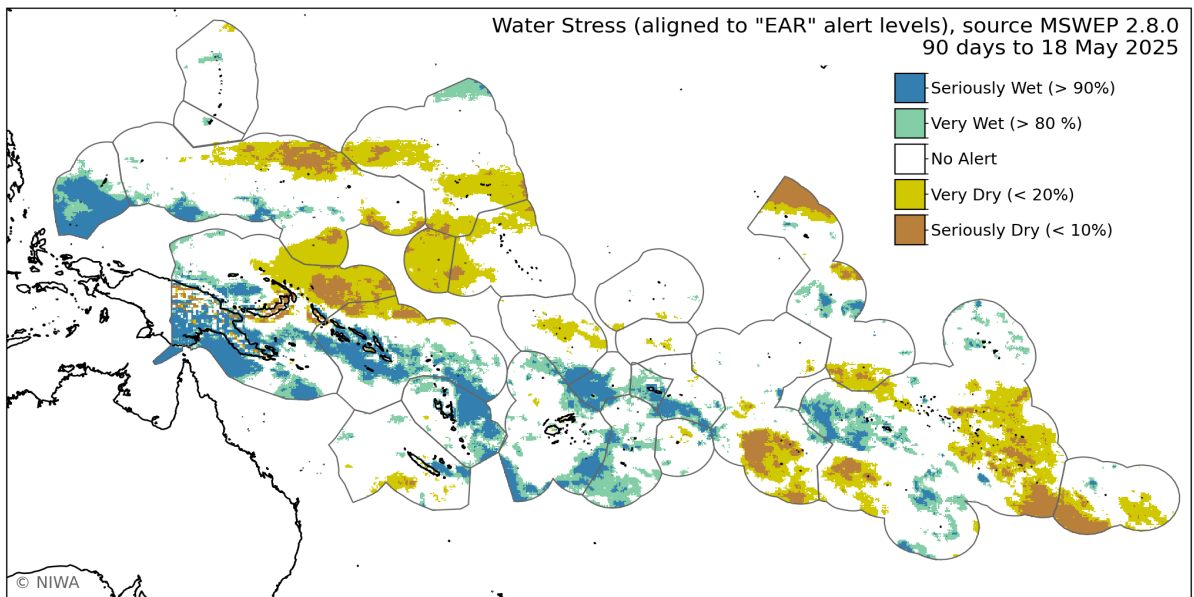 Water Stress (aligned to "EAR" alert levels), source MSWEP 2.8.0
90 days to 18 May 2025
Seriously Wet (> 90%)
Very Wet (> 80 %)
No Alert
Very Dry (< 20%)
Seriously Dry (< 10%)
© NIWA